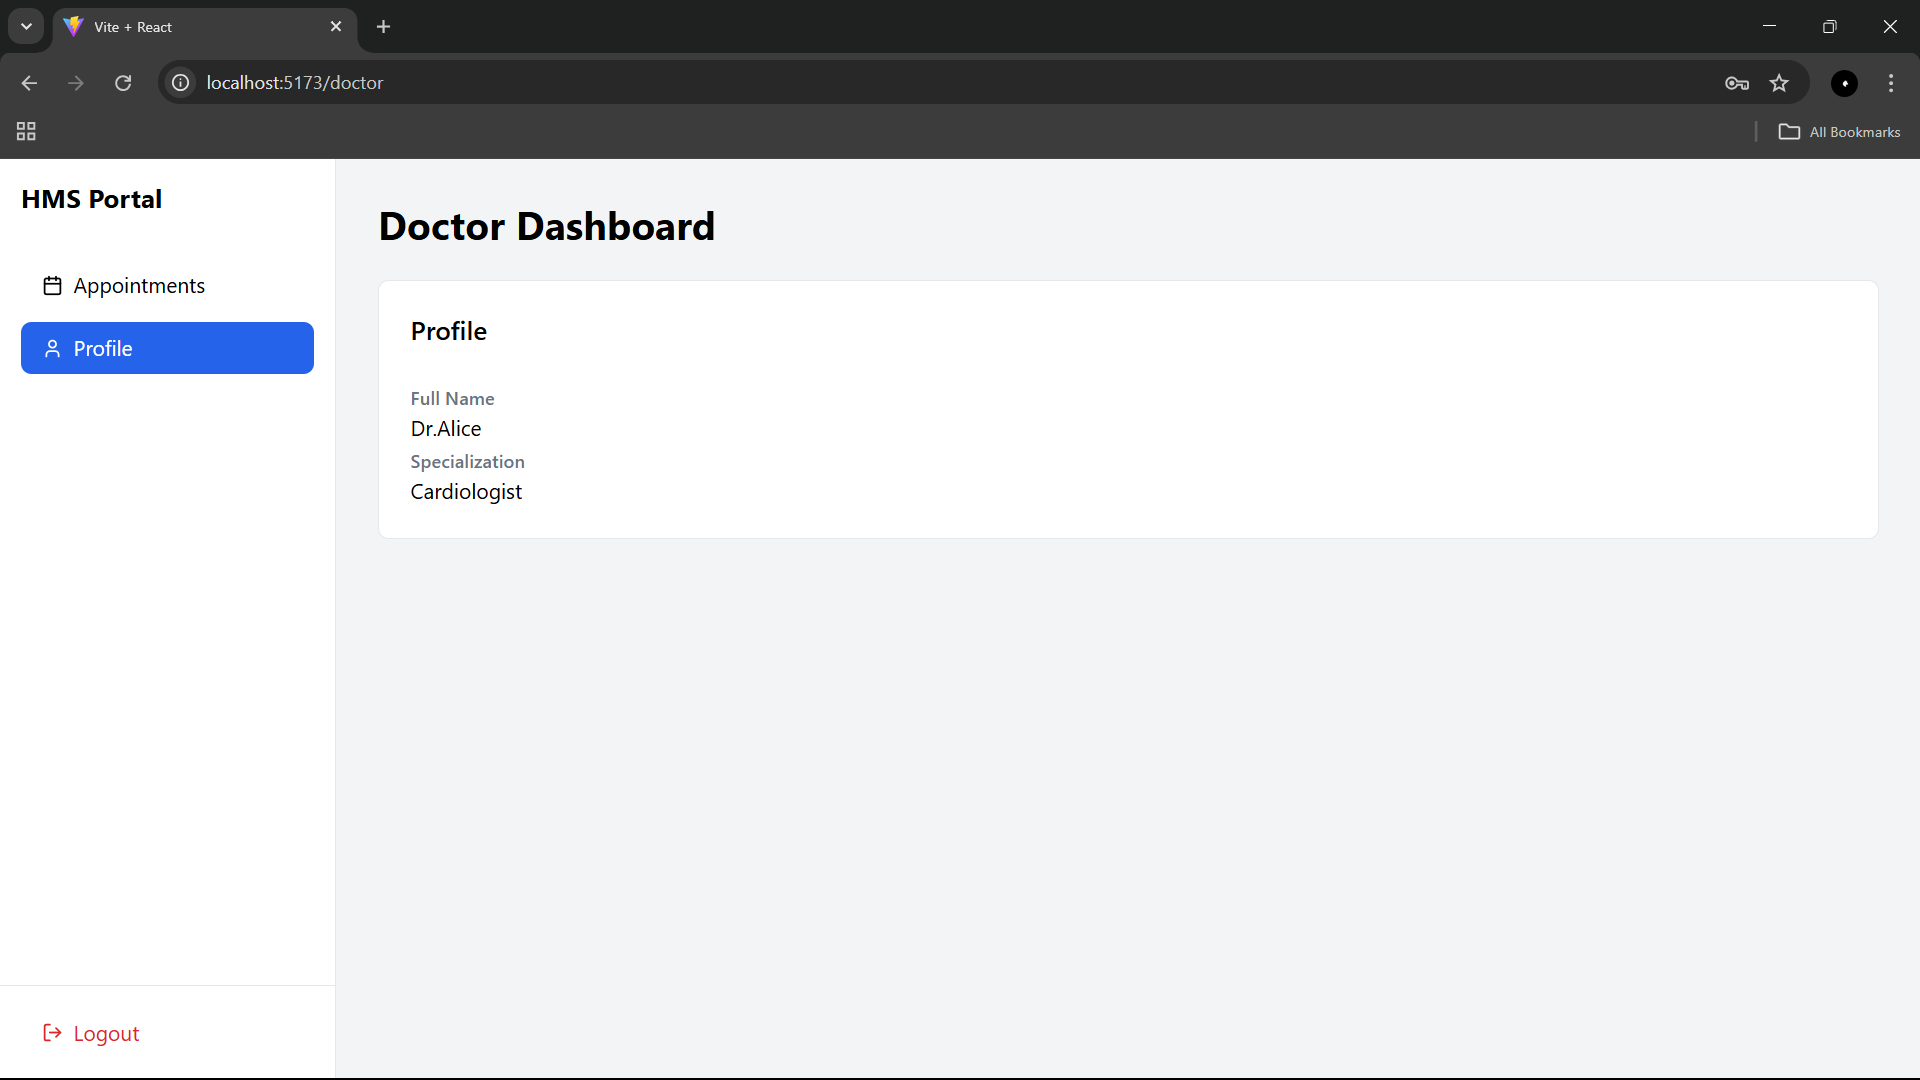 Vite + React
localhost:5173/doctor
All Bookmarks
HMS Portal
Appointments
Profile
Logout
Doctor Dashboard
Profile
Full Name
Dr.Alice
Specialization
Cardiologist